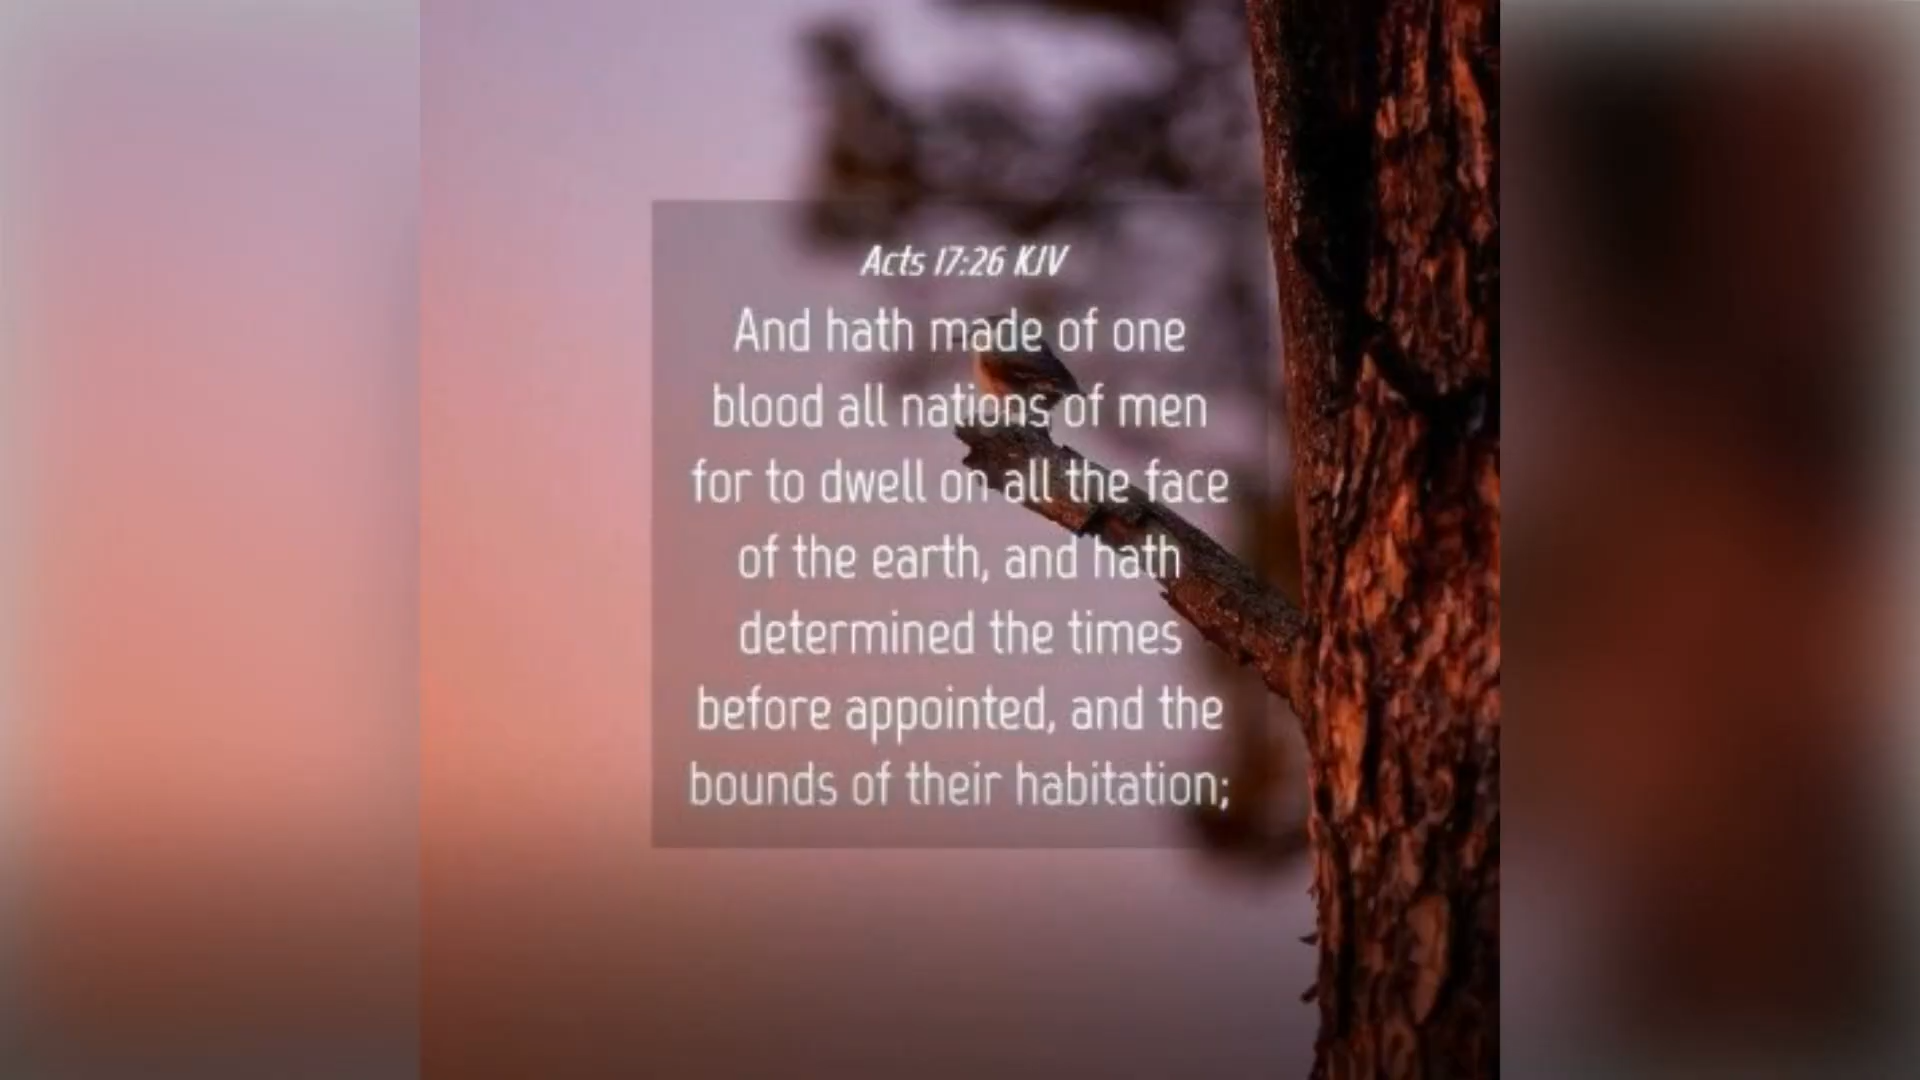 Acts 17:26 KJV
And hath made of one
blood all nations of men
for to dwell on all the face
of the earth, and hath
determined the times
before appointed, and the
bounds of their habitation;